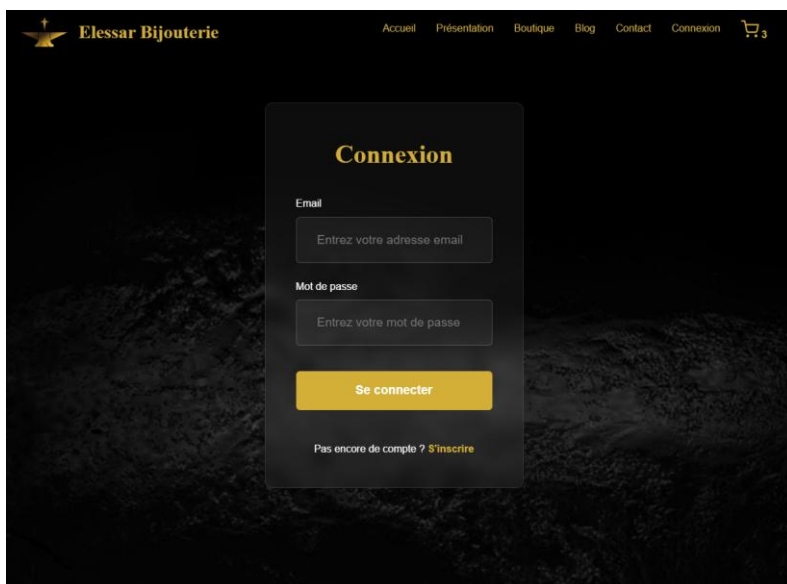 Elessar Bijouterie
Accueil Présentation Boutique Blog Contact Connexion 3
Connexion
Email
Entrez votre adresse email
Mot de passe
Entrez votre mot de passe
Se connecter
Pas encore de compte ? S'inscrire